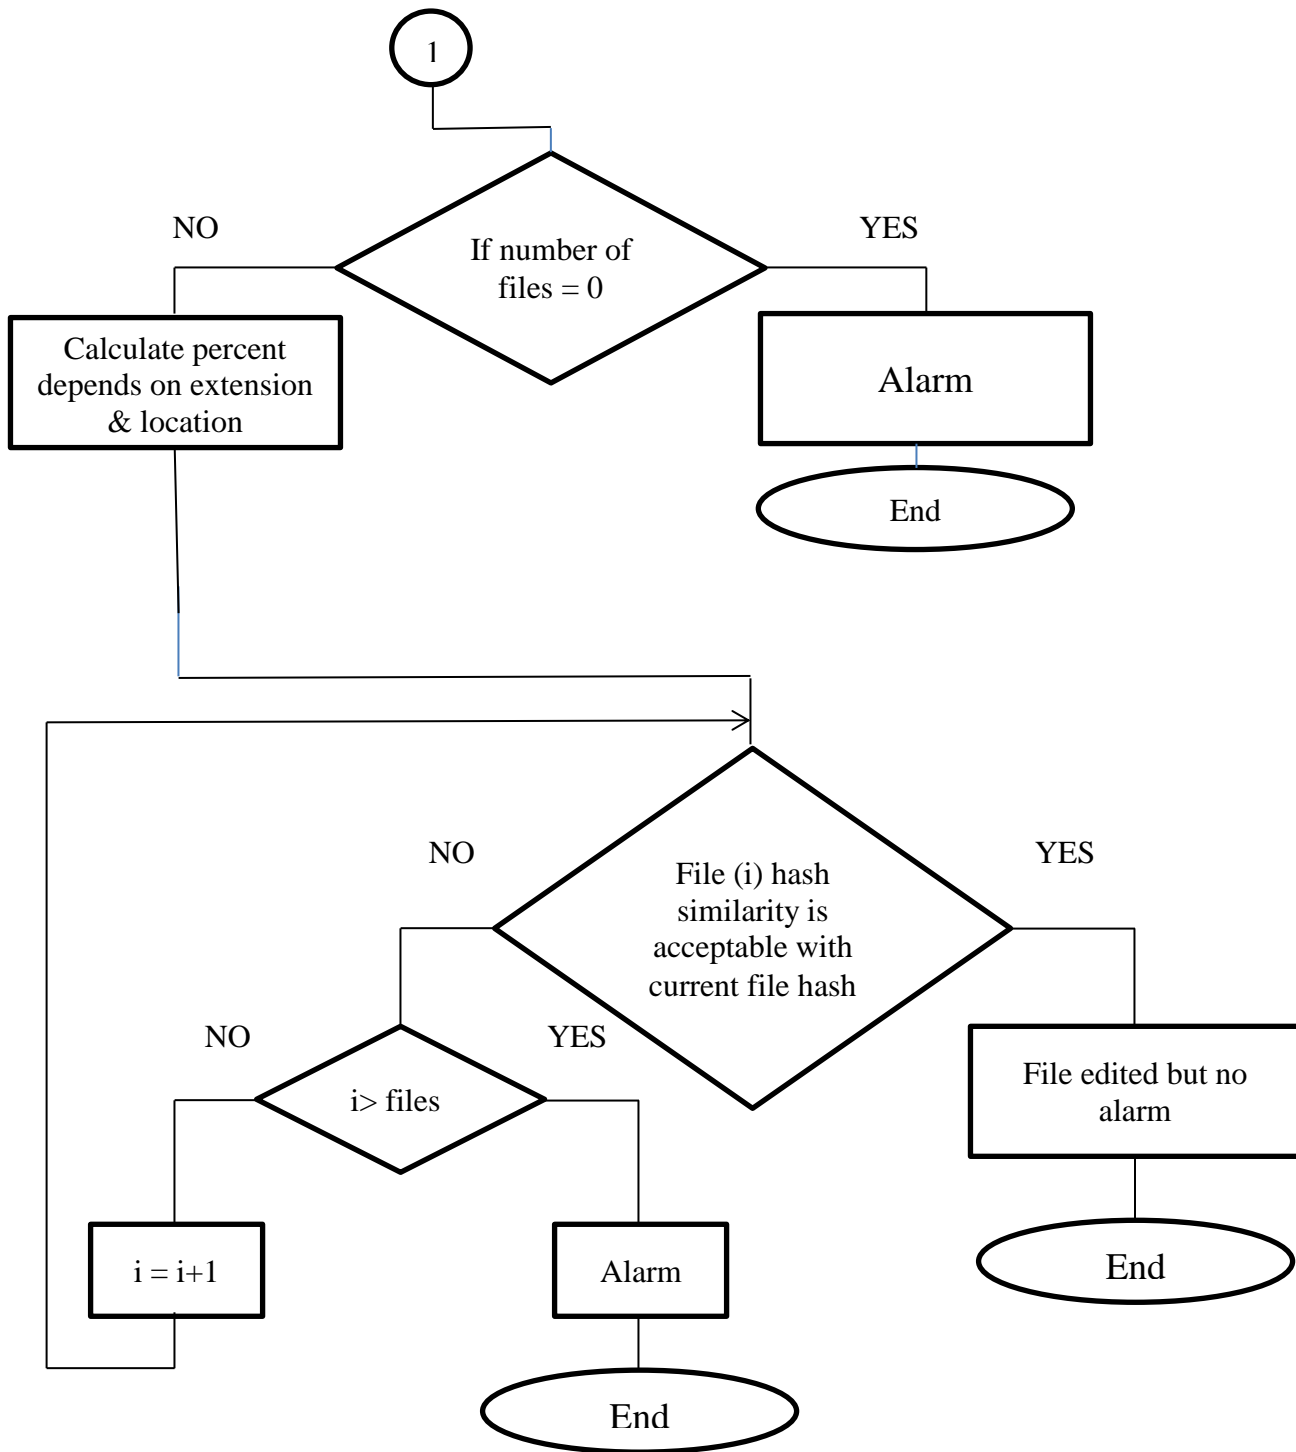 1
NO
YES
If number of
files = 0
Calculate percent
depends on extension
& location
Alarm
End
NO
YES
File (i) hash
similarity is
acceptable with
current file hash
NO
YES
i> files
File edited but no
alarm
i = i+1
Alarm
End
End